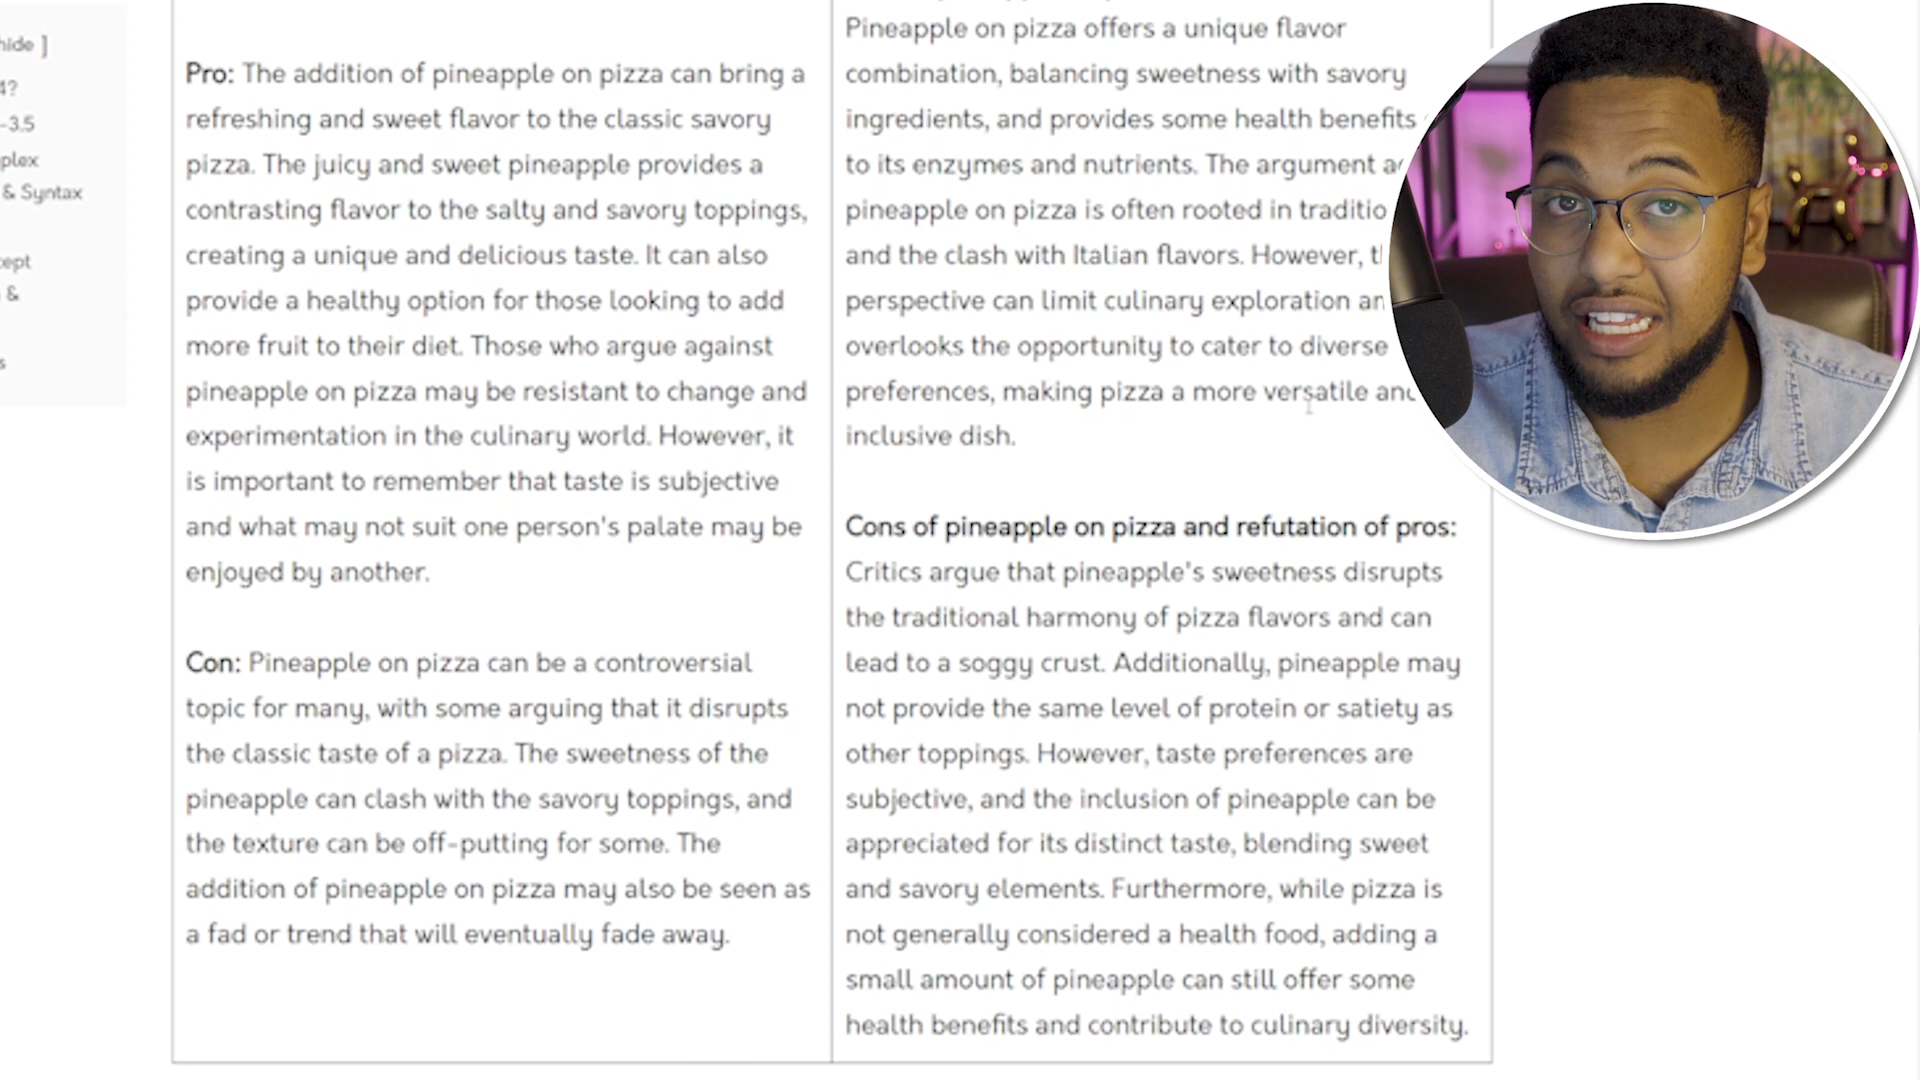 hide ]
4?
-3.5
plex
& Syntax
cept
&
s
Pro: The addition of pineapple on pizza can bring a
refreshing and sweet flavor to the classic savory
pizza. The juicy and sweet pineapple provides a
contrasting flavor to the salty and savory toppings,
creating a unique and delicious taste. It can also
provide a healthy option for those looking to add
more fruit to their diet. Those who argue against
pineapple on pizza may be resistant to change and
experimentation in the culinary world. However, it
is important to remember that taste is subjective
and what may not suit one person's palate may be
enjoyed by another.
Con: Pineapple on pizza can be a controversial
topic for many, with some arguing that it disrupts
the classic taste of a pizza. The sweetness of the
pineapple can clash with the savory toppings, and
the texture can be off-putting for some. The
addition of pineapple on pizza may also be seen as
a fad or trend that will eventually fade away.
Pineapple on pizza offers a unique flavor
combination, balancing sweetness with savory
ingredients, and provides some health benefits
to its enzymes and nutrients. The argument
pineapple on pizza is often rooted in traditio
and the clash with Italian flavors. However,
perspective can limit culinary exploration
overlooks the opportunity to cater to diverse
preferences, making pizza a more versatile and
inclusive dish.
Cons of pineapple on pizza and refutation of pros:
Critics argue that pineapple's sweetness disrupts
the traditional harmony of pizza flavors and can
lead to a soggy crust. Additionally, pineapple may
not provide the same level of protein or satiety as
other toppings. However, taste preferences are
subjective, and the inclusion of pineapple can be
appreciated for its distinct taste, blending sweet
and savory elements. Furthermore, while pizza is
not generally considered a health food, adding a
small amount of pineapple can still offer some
health benefits and contribute to culinary diversity.